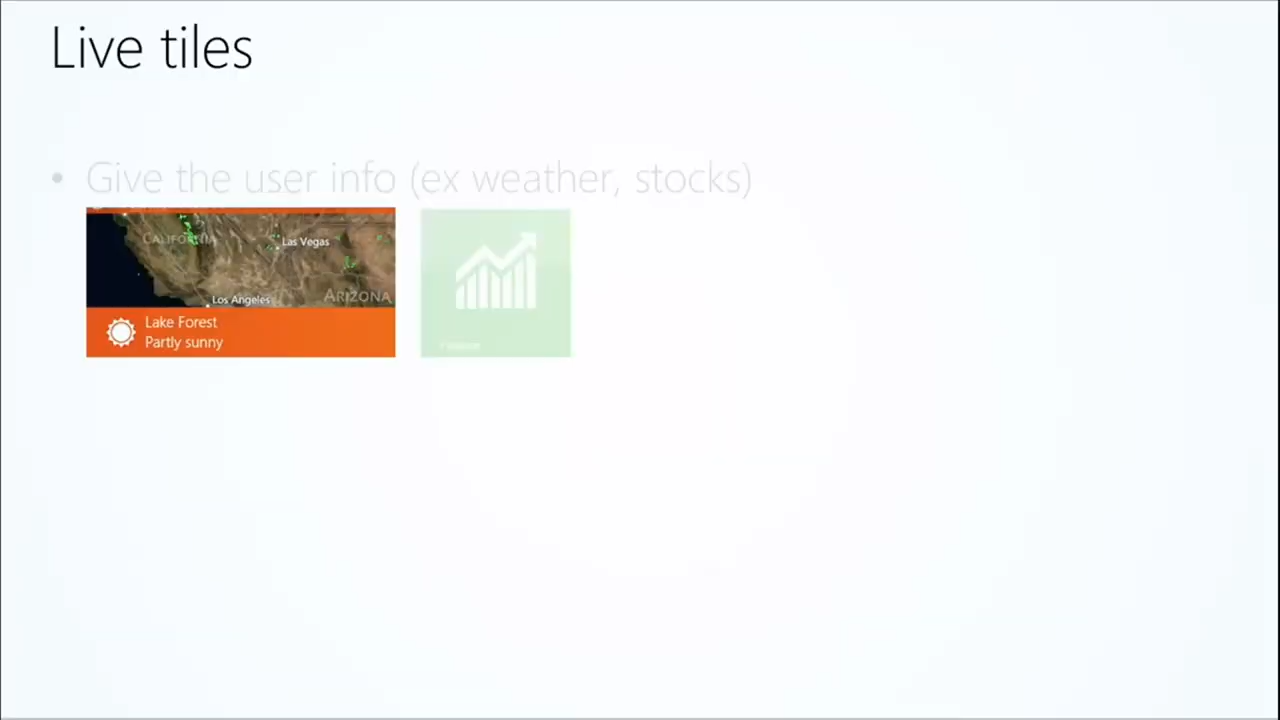 Live tiles
• Give the user info (ex weather, stocks)
CALIFORNIA
Las Vegas
Los Angeles
ARIZONA
Lake Forest
Partly sunny